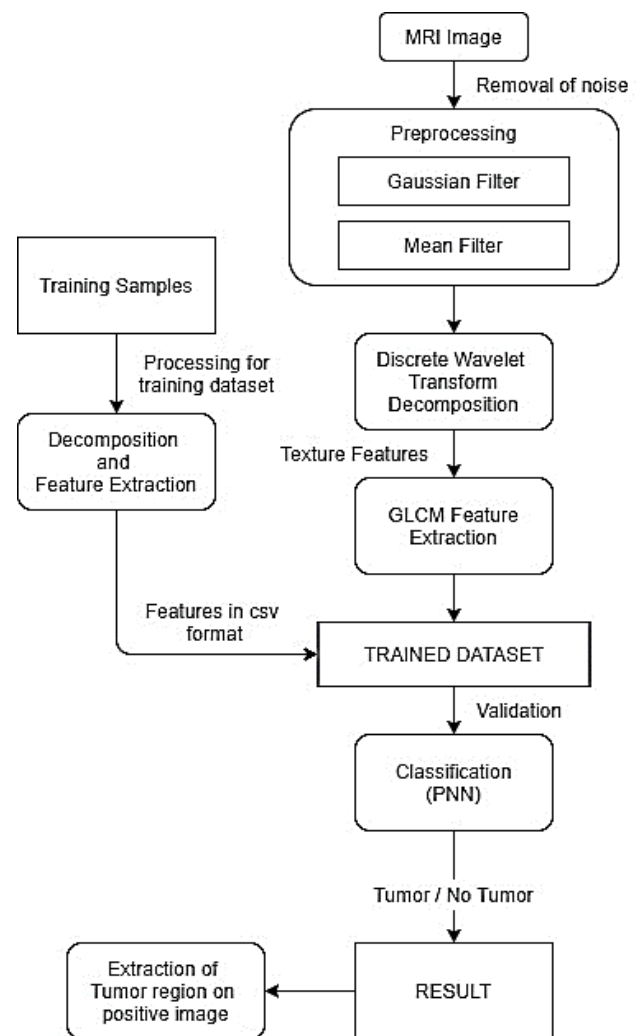 MRI Image
Removal of noise
Preprocessing
Gaussian Filter
Mean Filter
Training Samples
Processing for
training dataset
Discrete Wavelet
Transform
Decomposition
Decomposition
and
Feature Extraction
Texture Features
GLCM Feature
Extraction
Features in csv
format
TRAINED DATASET
Validation
Classification
(PNN)
Tumor / No Tumor
Extraction of
Tumor region on
positive image
RESULT